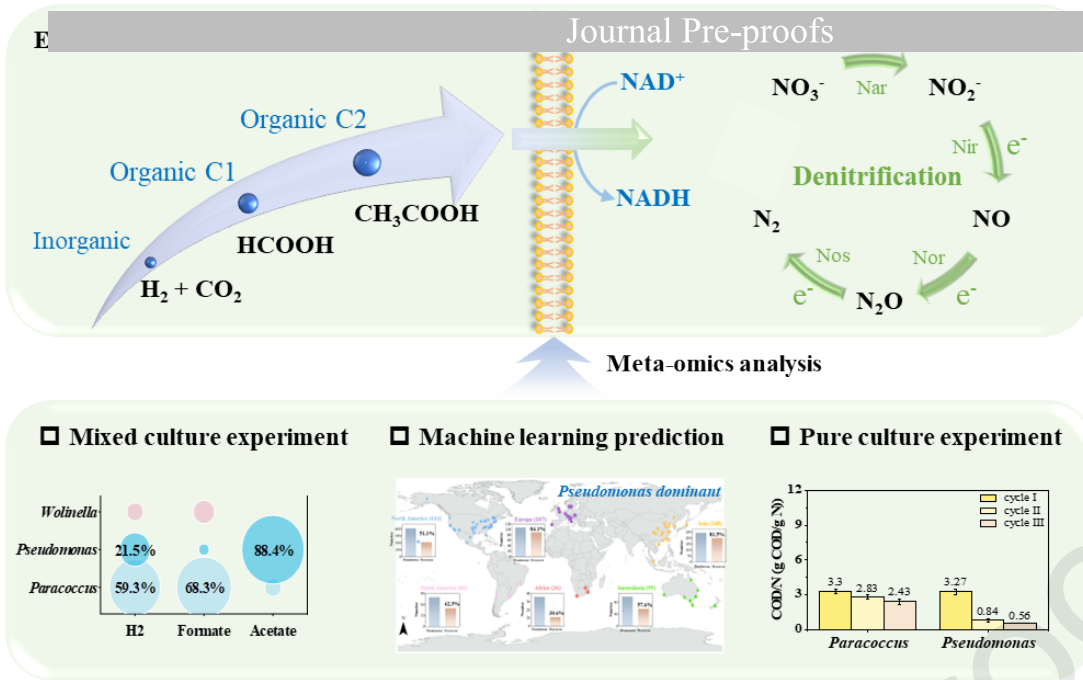 Journal Pre-proofs
E
NO₃⁻
Nar
NO₂⁻
NAD⁺
Organic C2
Nir
e⁻
Organic C1
Denitrification
NADH
CH₃COOH
N₂
NO
HCOOH
Inorganic
Nos
Nor
H₂ + CO₂
e⁻
N₂O
e⁻
Meta-omics analysis
Mixed culture experiment
Wolinella
Pseudomonas
21.5%
88.4%
Paracoccus
59.3%
68.3%
H2
Formate
Acetate
Machine learning prediction
Pseudomonas dominant
Pure culture experiment
COD/N (g COD/g N)
12
9
6
3
0
cycle I
cycle II
cycle III
3.3
2.83
2.43
3.27
0.84
0.56
Paracoccus
Pseudomonas